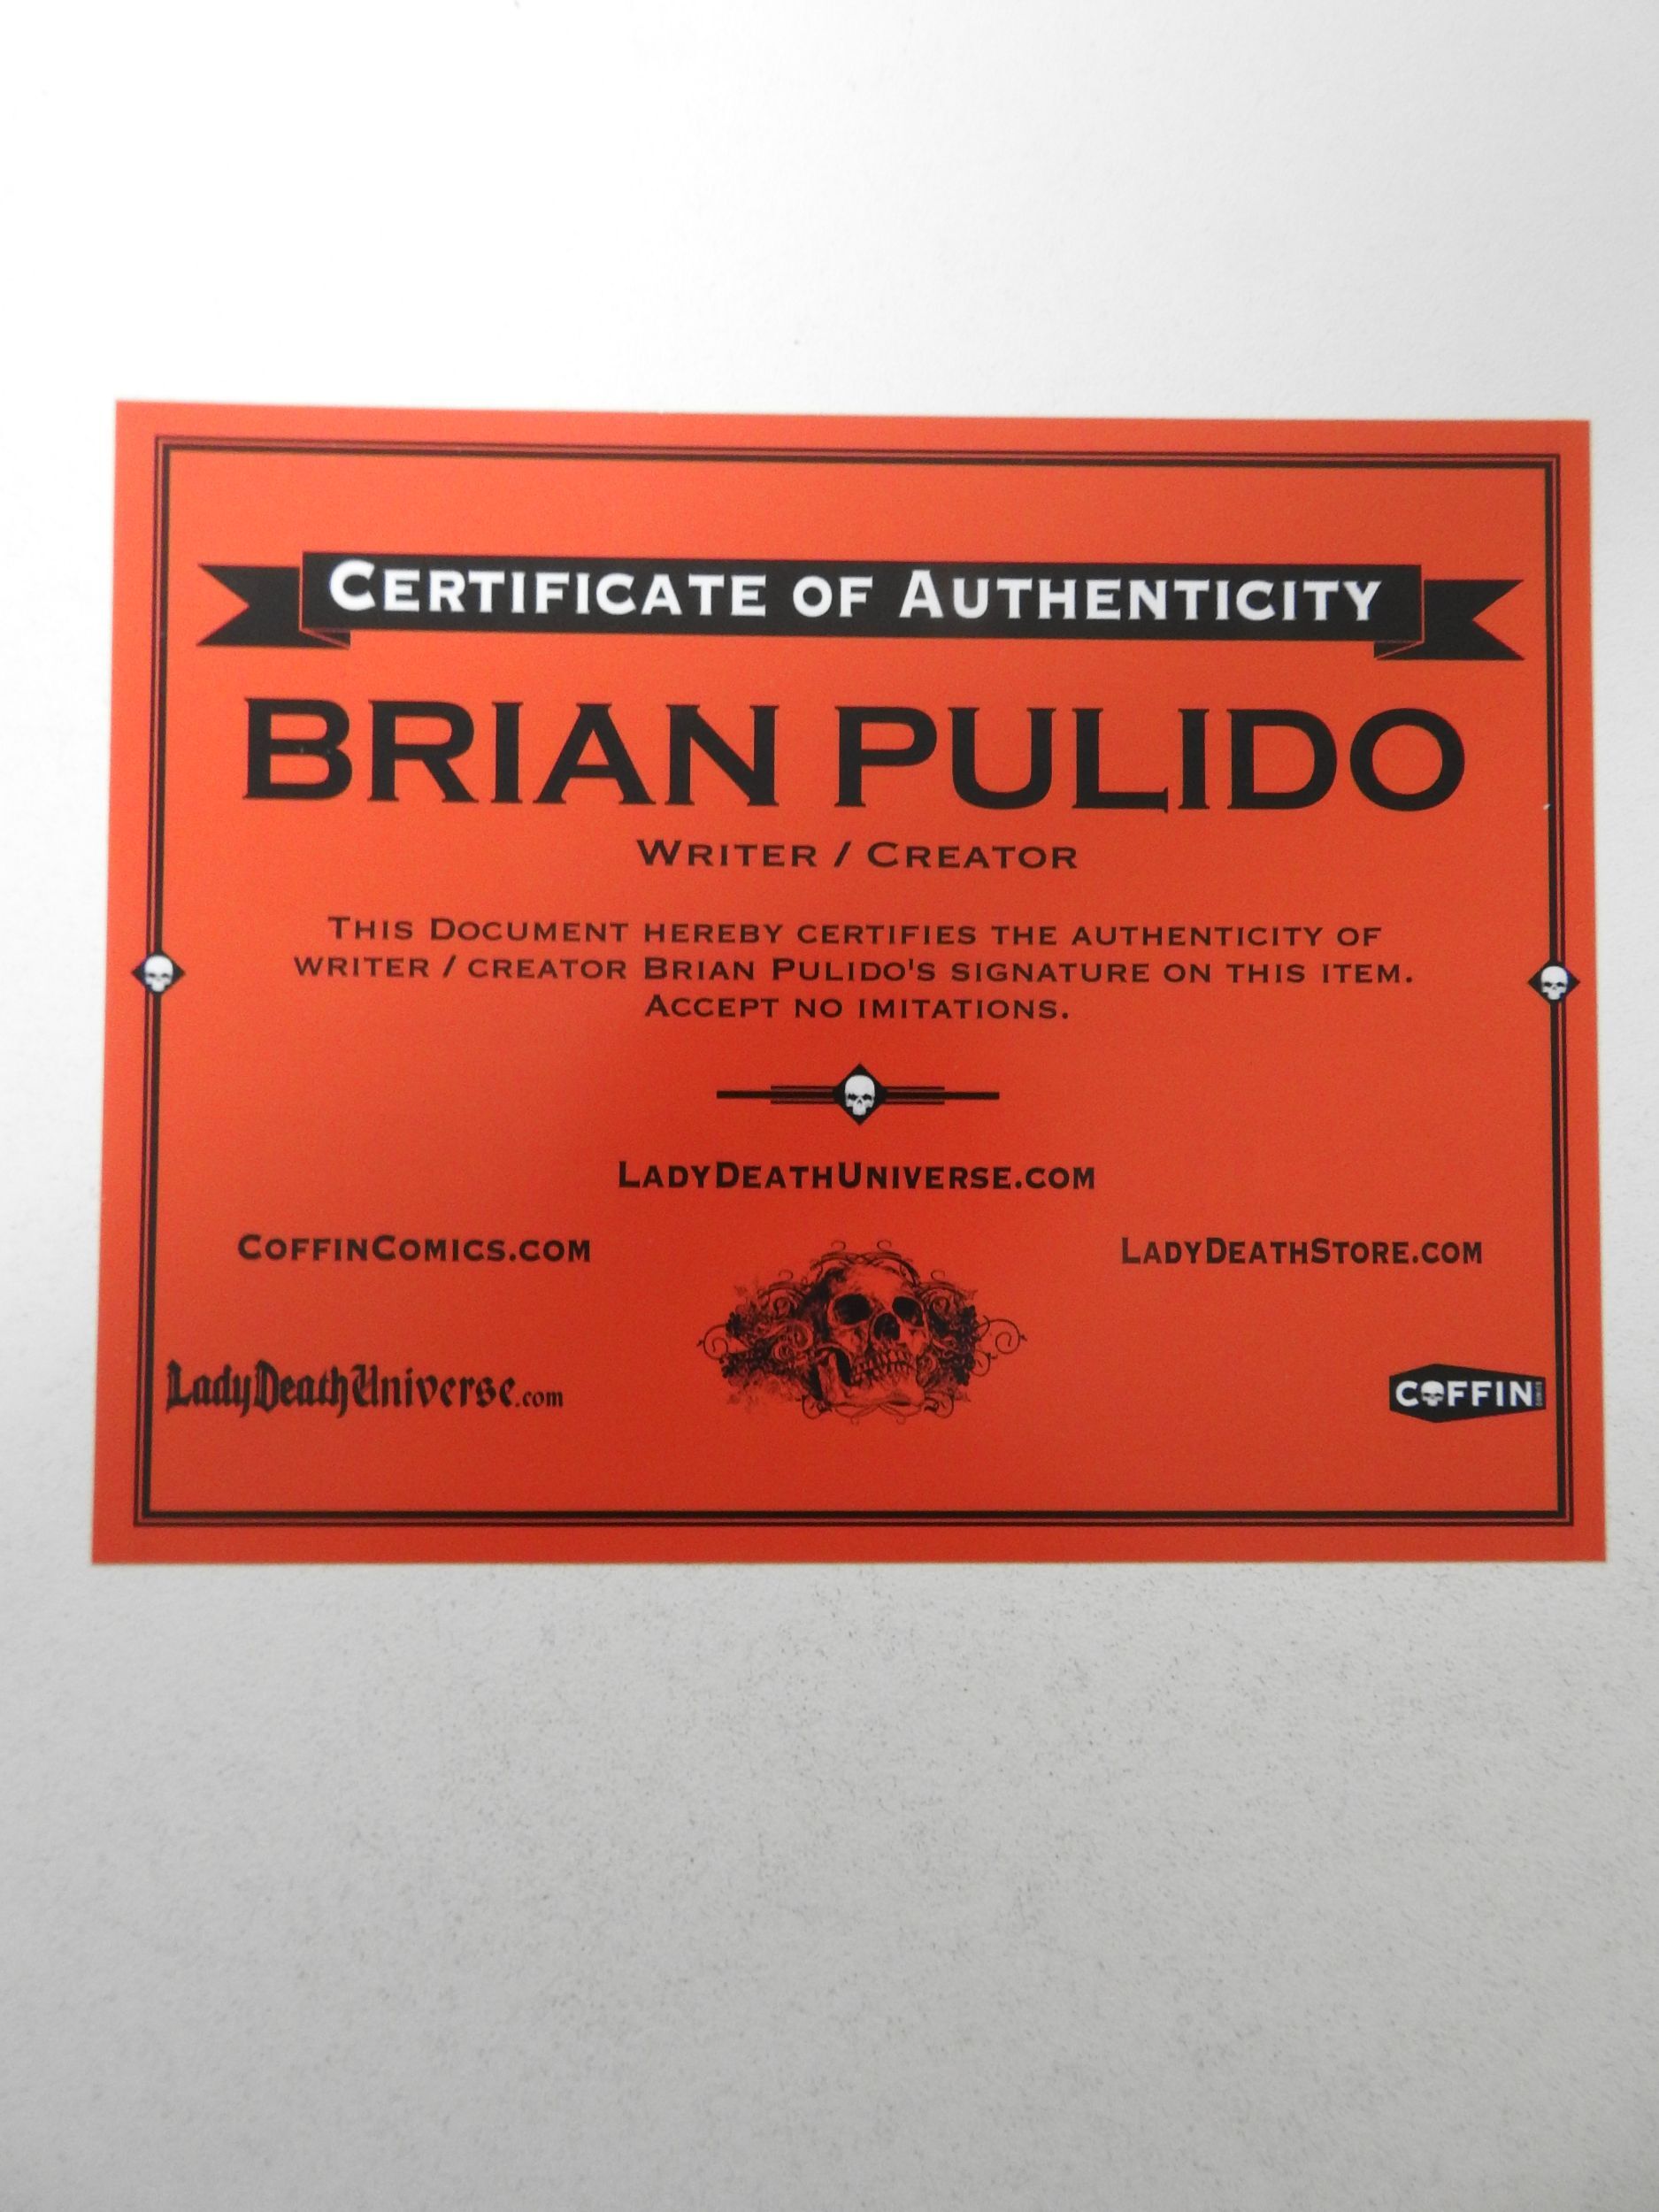 Certificate of Authenticity
BRIAN PULIDO
Writer / Creator
This Document hereby certifies the authenticity of
writer / creator Brian Pulido's signature on this item.
Accept no imitations.
LadyDeathUniverse.com
CoffinComics.com
LadyDeathStore.com
LadyDeathUniverse.com
COFFIN COMICS